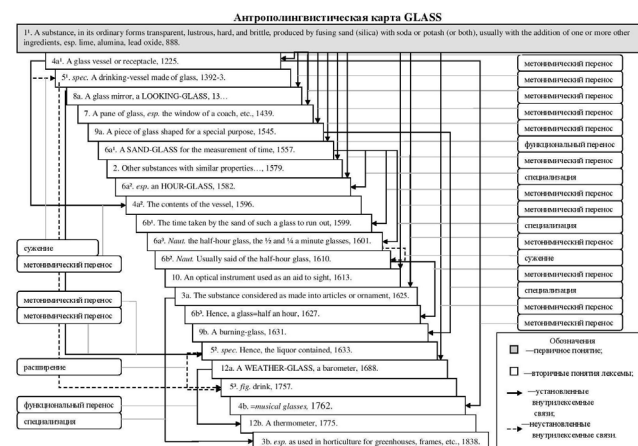 Антрополингвистическая карта GLASS
1¹. A substance, in its ordinary forms transparent, lustrous, hard, and brittle, produced by fusing sand (silica) with soda or potash (or both), usually with the addition of one or more other
ingredients, esp. lime, alumina, lead oxide, 888.
4a¹. A glass vessel or receptacle, 1225.
5¹. spec. A drinking-vessel made of glass, 1392-3.
8a. A glass mirror, a LOOKING-GLASS, 13…
7. A pane of glass, esp. the window of a coach, etc., 1439.
9a. A piece of glass shaped for a special purpose, 1545.
6a¹. A SAND-GLASS for the measurement of time, 1557.
2. Other substances with similar properties…, 1579.
6a². esp. an HOUR-GLASS, 1582.
4a². The contents of the vessel, 1596.
6b¹. The time taken by the sand of such a glass to run out, 1599.
6a³. Naut. the half-hour glass, the ½ and ¼ a minute glasses, 1601.
6b². Naut. Usually said of the half-hour glass, 1610.
10. An optical instrument used as an aid to sight, 1613.
3a. The substance considered as made into articles or ornament, 1625.
6b³. Hence, a glass=half an hour, 1627.
9b. A burning-glass, 1631.
5². spec. Hence, the liquor contained, 1633.
12a. A WEATHER-GLASS, a barometer, 1688.
5³. fig. drink, 1757.
4b. =musical glasses, 1762.
12b. A thermometer, 1775.
3b. esp. as used in horticulture for greenhouses, frames, etc., 1838.
сужение
метонимический перенос
метонимический перенос
метонимический перенос
расширение
функциональный перенос
специализация
метонимический перенос
метонимический перенос
метонимический перенос
метонимический перенос
метонимический перенос
функциональный перенос
метонимический перенос
специализация
метонимический перенос
метонимический перенос
специализация
метонимический перенос
сужение
метонимический перенос
специализация
метонимический перенос
метонимический перенос
Обозначения
—первичное понятие;
—вторичные понятия лексемы;
—установленные
внутрилексемные
связи;
—неустановленные
внутрилексемные связи.